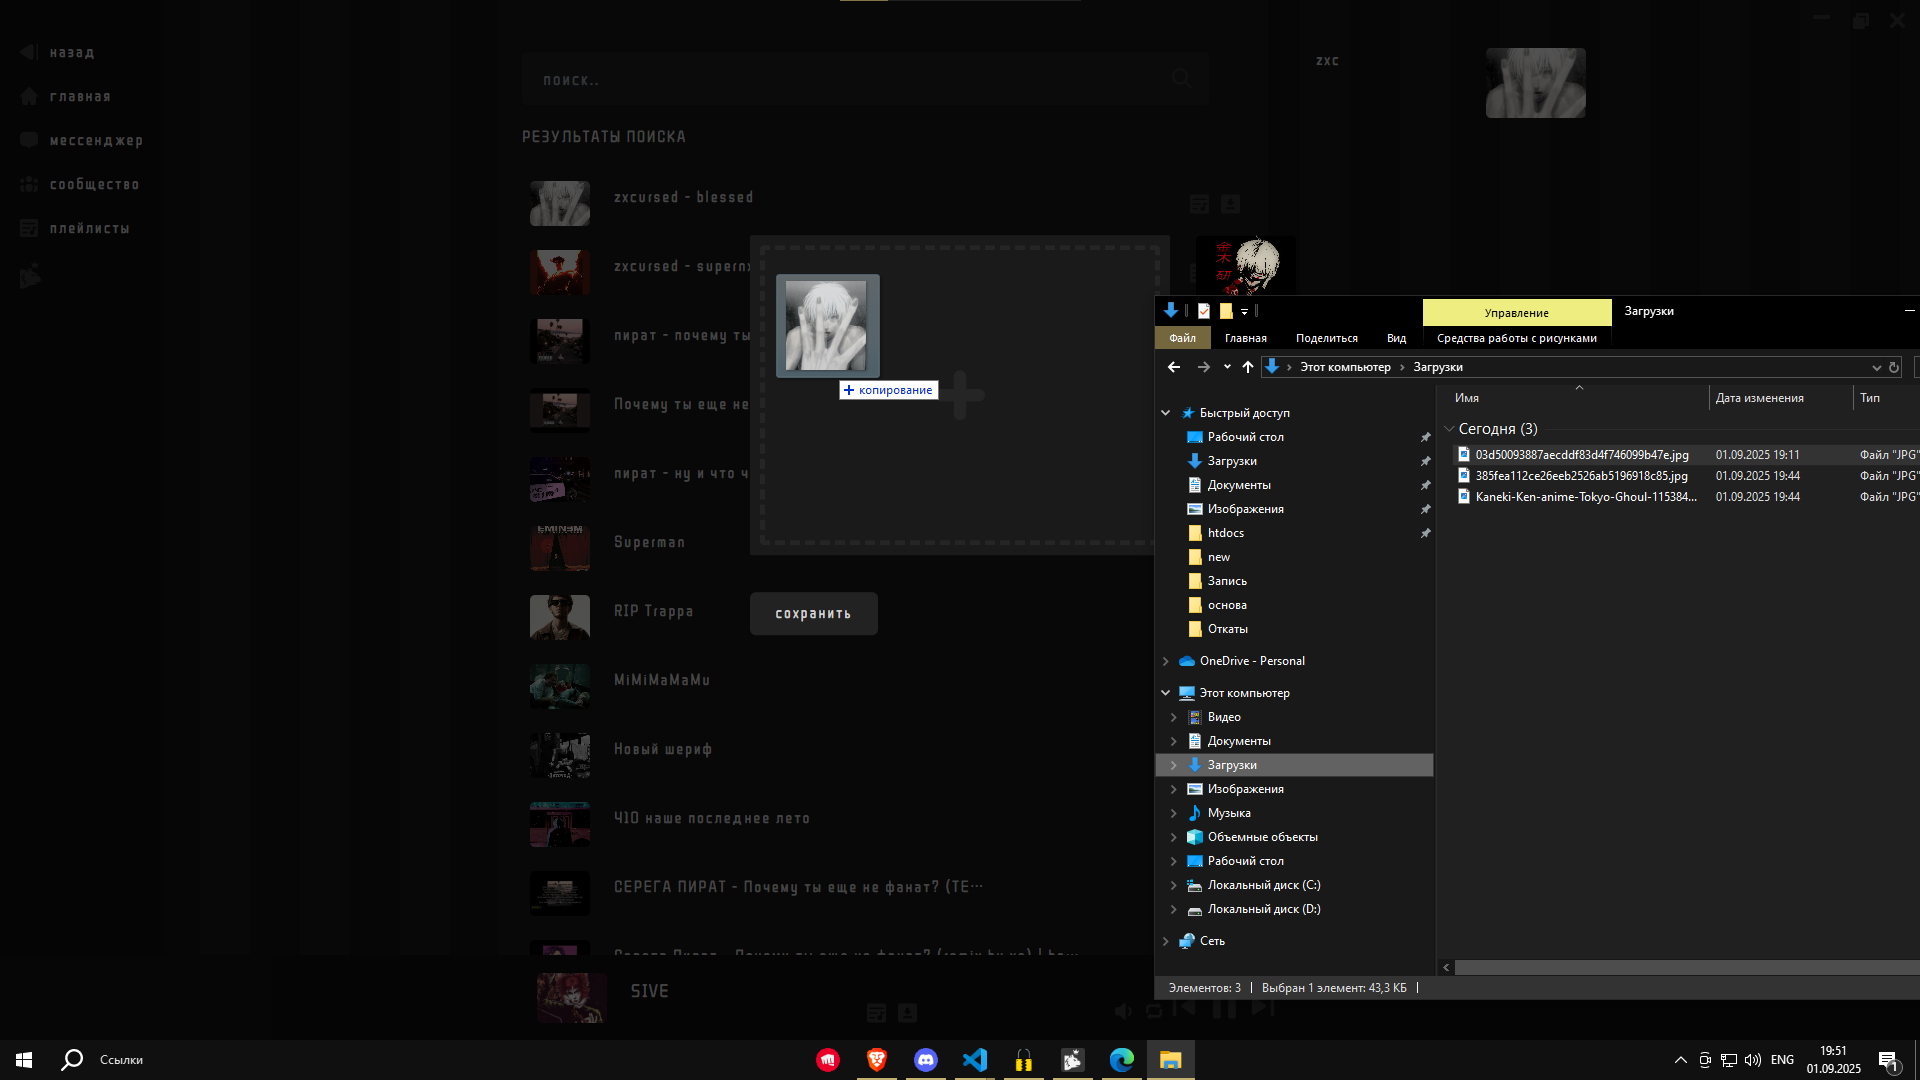 назад
главная
мессенджер
сообщество
плейлисты
поиск..
zxc
РЕЗУЛЬТАТЫ ПОИСКА
zxcursed - blessed
zxcursed - supernx
пират - почему ты
Почему ты еще не
пират - ну и что ч
EMINEM
Superman
RIP Trappa
MiMiMaMaMu
Новый шериф
410 наше последнее лето
СЕРЕГА ПИРАТ - Почему ты еще не фанат? (ТЕ...
SIVE
копирование
сохранить
Управление
Загрузки
Файл
Главная
Поделиться
Вид
Средства работы с рисунками
Этот компьютер
Загрузки
Имя
Дата изменения
Тип
Быстрый доступ
Рабочий стол
Загрузки
Документы
Изображения
htdocs
new
Запись
основа
Откаты
OneDrive - Personal
Этот компьютер
Видео
Документы
Загрузки
Изображения
Музыка
Объемные объекты
Рабочий стол
Локальный диск (C:)
Локальный диск (D:)
Сеть
Сегодня (3)
03d50093887aecddf83d4f746099b47e.jpg 01.09.2025 19:11 Файл "JPG"
385fea112ce26eeb2526ab5196918c85.jpg 01.09.2025 19:44 Файл "JPG"
Kaneki-Ken-anime-Tokyo-Ghoul-115384... 01.09.2025 19:44 Файл "JPG"
Элементов: 3
Выбран 1 элемент: 43,3 КБ
Ссылки
ENG
19:51
01.09.2025
1